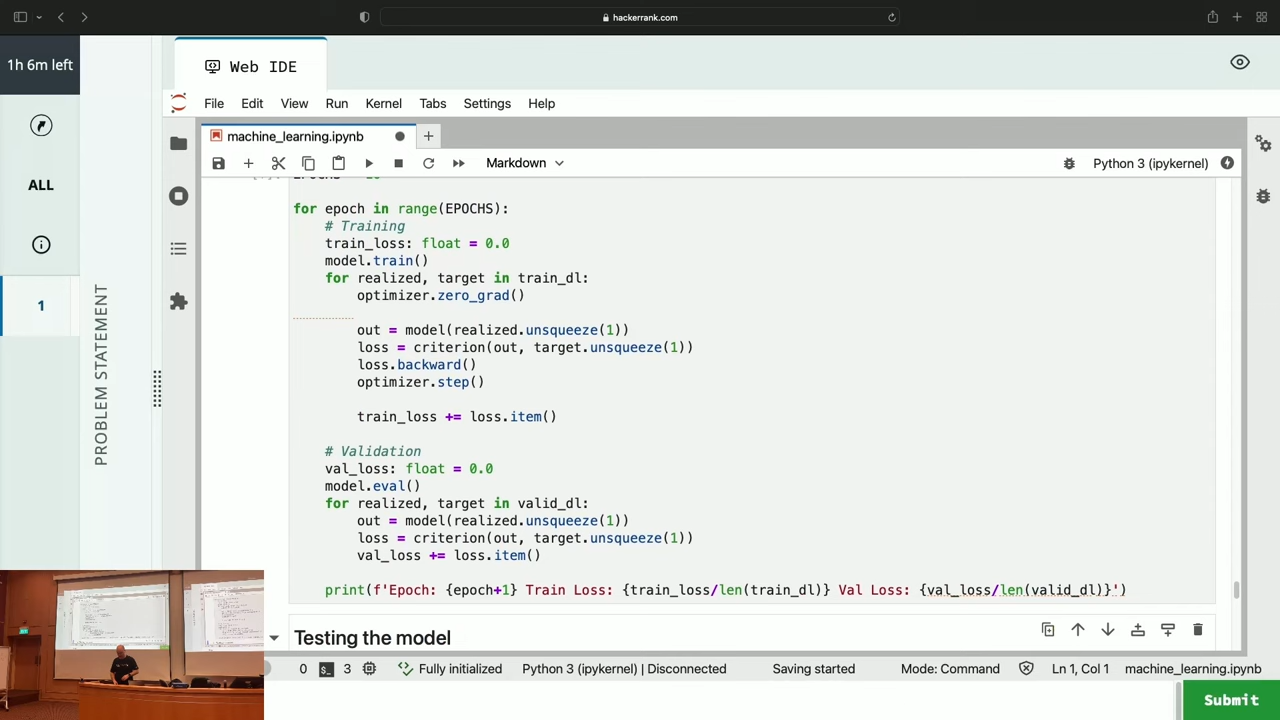 hackerrank.com
1h 6m left
Web IDE
File Edit View Run Kernel Tabs Settings Help
machine_learning.ipynb
Markdown
Python 3 (ipykernel)
ALL
1
PROBLEM STATEMENT
for epoch in range(EPOCHS):
# Training
train_loss: float = 0.0
model.train()
for realized, target in train_dl:
optimizer.zero_grad()
out = model(realized.unsqueeze(1))
loss = criterion(out, target.unsqueeze(1))
loss.backward()
optimizer.step()
train_loss += loss.item()
# Validation
val_loss: float = 0.0
model.eval()
for realized, target in valid_dl:
out = model(realized.unsqueeze(1))
loss = criterion(out, target.unsqueeze(1))
val_loss += loss.item()
print(f'Epoch: {epoch+1} Train Loss: {train_loss/len(train_dl)} Val Loss: {val_loss/len(valid_dl)}')
Testing the model
0 3 Fully initialized Python 3 (ipykernel) | Disconnected Saving started Mode: Command Ln 1, Col 1 machine_learning.ipynb
Submit